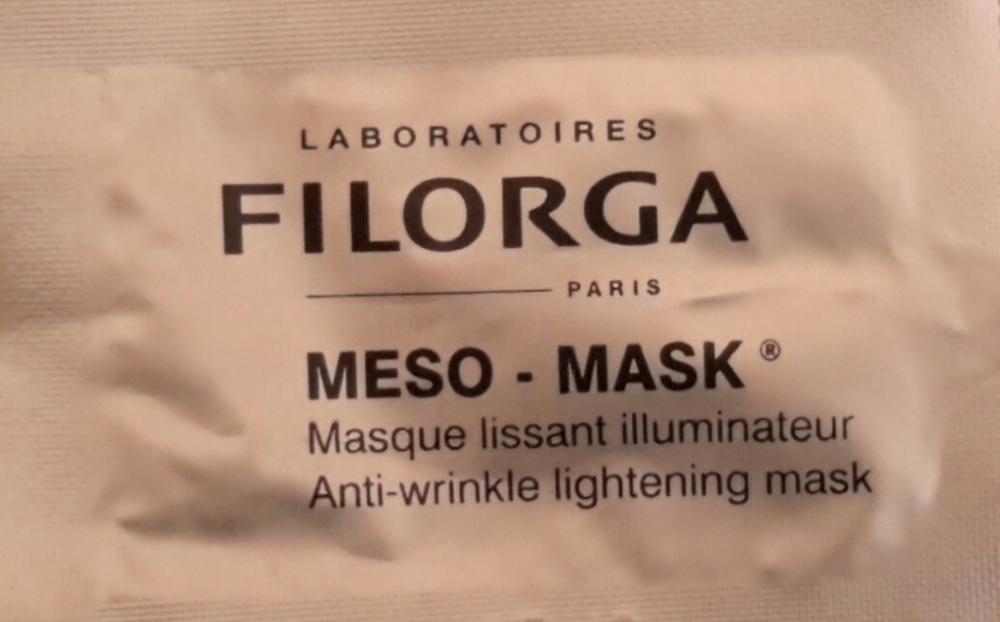 LABORATOIRES
FILORGA
PARIS
MESO - MASK ®
Masque lissant illuminateur
Anti-wrinkle lightening mask